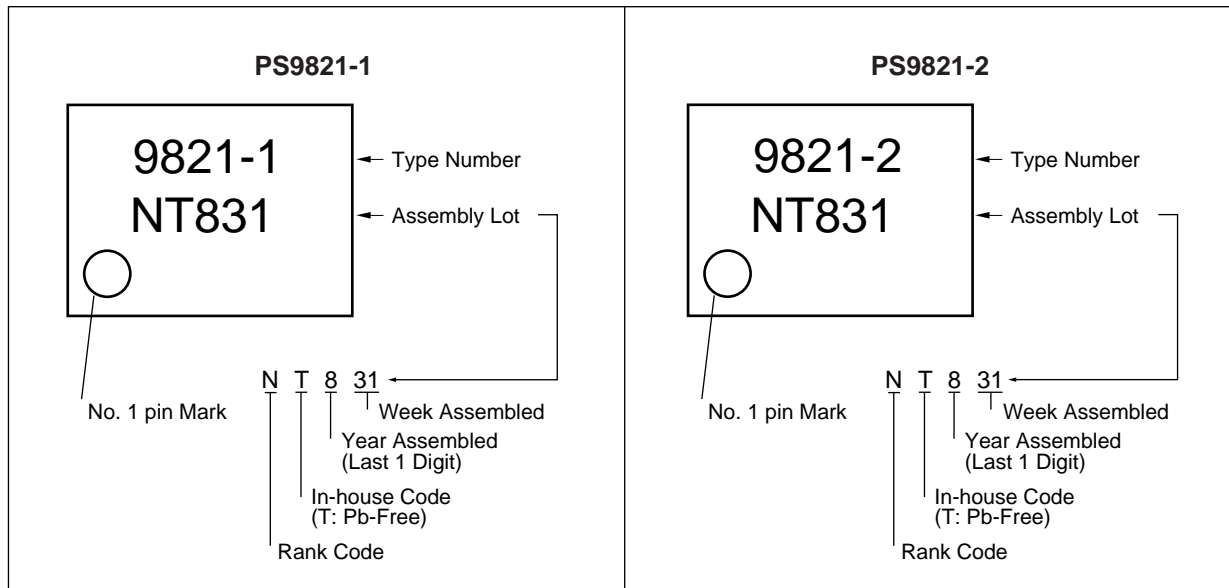 PS9821-1
9821-1
NT831
Type Number
Assembly Lot
N T 8 31
No. 1 pin Mark
Week Assembled
Year Assembled
(Last 1 Digit)
In-house Code
(T: Pb-Free)
Rank Code
PS9821-2
9821-2
NT831
Type Number
Assembly Lot
N T 8 31
No. 1 pin Mark
Week Assembled
Year Assembled
(Last 1 Digit)
In-house Code
(T: Pb-Free)
Rank Code